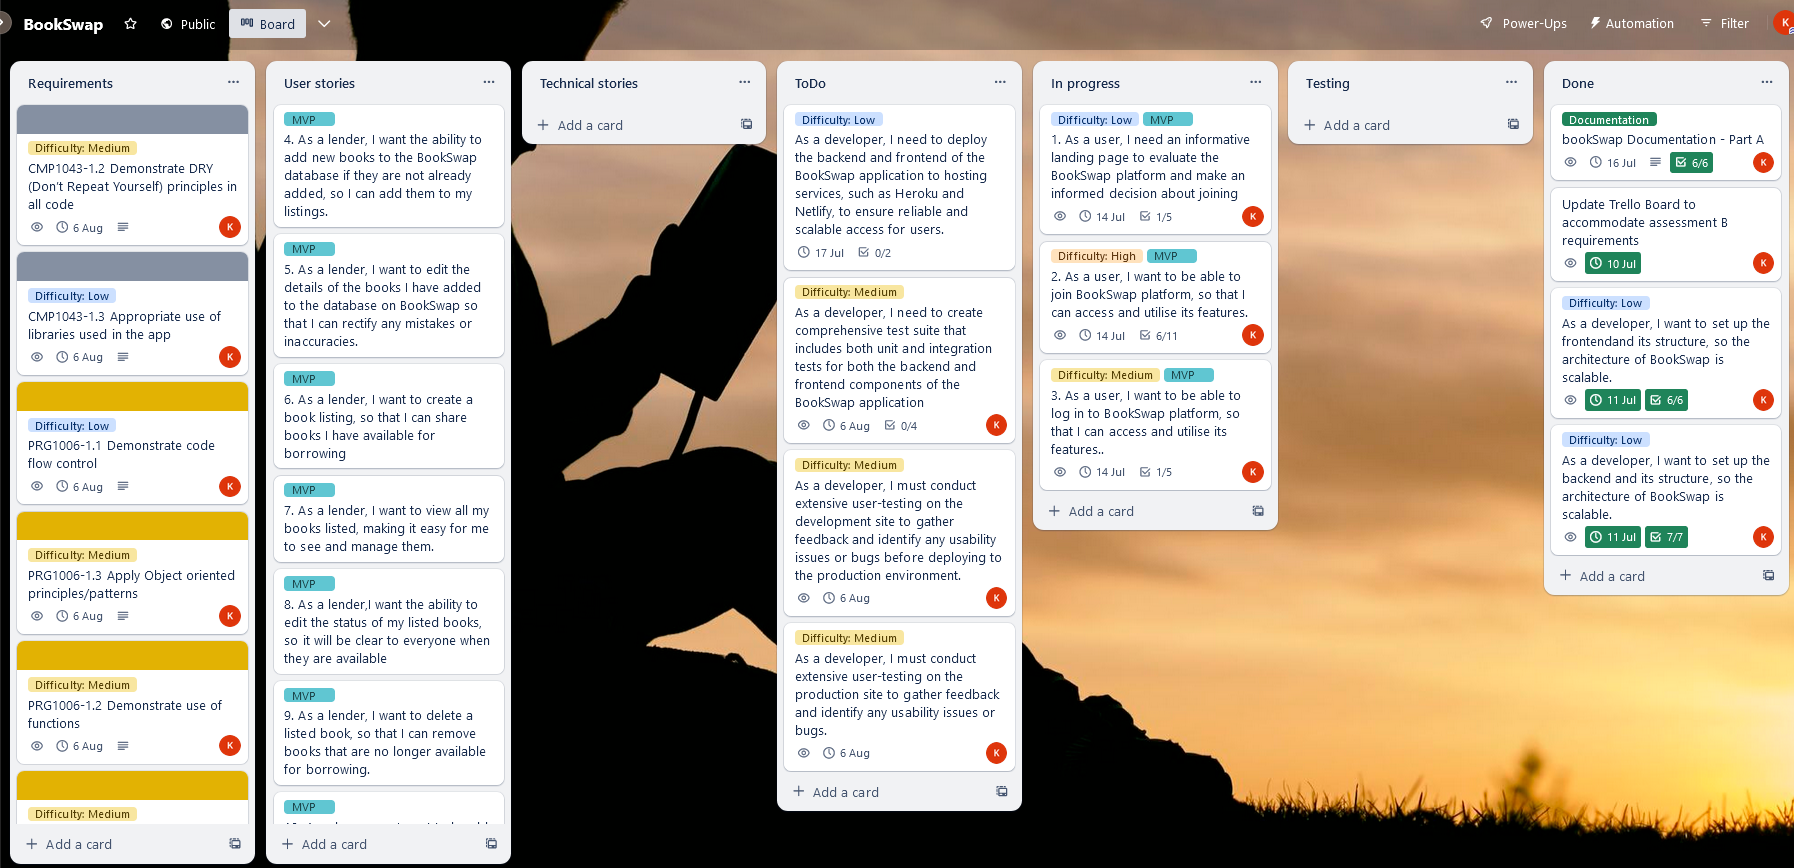 BookSwap
Public
Board
Power-Ups
Automation
Filter
K
Requirements
Difficulty: Medium
CMP1043-1.2 Demonstrate DRY
(Don't Repeat Yourself) principles in
all code
6 Aug
K
Difficulty: Low
CMP1043-1.3 Appropriate use of
libraries used in the app
6 Aug
K
Difficulty: Low
PRG1006-1.1 Demonstrate code
flow control
6 Aug
K
Difficulty: Medium
PRG1006-1.3 Apply Object oriented
principles/patterns
6 Aug
K
Difficulty: Medium
PRG1006-1.2 Demonstrate use of
functions
6 Aug
K
Difficulty: Medium
Add a card
User stories
MVP
4. As a lender, I want the ability to
add new books to the BookSwap
database if they are not already
added, so I can add them to my
listings.
MVP
5. As a lender, I want to edit the
details of the books I have added
to the database on BookSwap so
that I can rectify any mistakes or
inaccuracies.
MVP
6. As a lender, I want to create a
book listing, so that I can share
books I have available for
borrowing
MVP
7. As a lender, I want to view all my
books listed, making it easy for me
to see and manage them.
MVP
8. As a lender,I want the ability to
edit the status of my listed books,
so it will be clear to everyone when
they are available
MVP
9. As a lender, I want to delete a
listed book, so that I can remove
books that are no longer available
for borrowing.
MVP
Add a card
Technical stories
Add a card
ToDo
Difficulty: Low
As a developer, I need to deploy
the backend and frontend of the
BookSwap application to hosting
services, such as Heroku and
Netlify, to ensure reliable and
scalable access for users.
17 Jul 0/2
Difficulty: Medium
As a developer, I need to create
comprehensive test suite that
includes both unit and integration
tests for both the backend and
frontend components of the
BookSwap application
6 Aug 0/4
K
Difficulty: Medium
As a developer, I must conduct
extensive user-testing on the
development site to gather
feedback and identify any usability
issues or bugs before deploying to
the production environment.
6 Aug
K
Difficulty: Medium
As a developer, I must conduct
extensive user-testing on the
production site to gather feedback
and identify any usability issues or
bugs.
6 Aug
K
Add a card
In progress
Difficulty: Low MVP
1. As a user, I need an informative
landing page to evaluate the
BookSwap platform and make an
informed decision about joining
14 Jul 1/5
K
Difficulty: High MVP
2. As a user, I want to be able to
join BookSwap platform, so that I
can access and utilise its features.
14 Jul 6/11
K
Difficulty: Medium MVP
3. As a user, I want to be able to
log in to BookSwap platform, so
that I can access and utilise its
features..
14 Jul 1/5
K
Add a card
Testing
Add a card
Done
Documentation
bookSwap Documentation - Part A
16 Jul 6/6
K
Update Trello Board to
accommodate assessment B
requirements
10 Jul
K
Difficulty: Low
As a developer, I want to set up the
frontendand its structure, so the
architecture of BookSwap is
scalable.
11 Jul 6/6
K
Difficulty: Low
As a developer, I want to set up the
backend and its structure, so the
architecture of BookSwap is
scalable.
11 Jul 7/7
K
Add a card